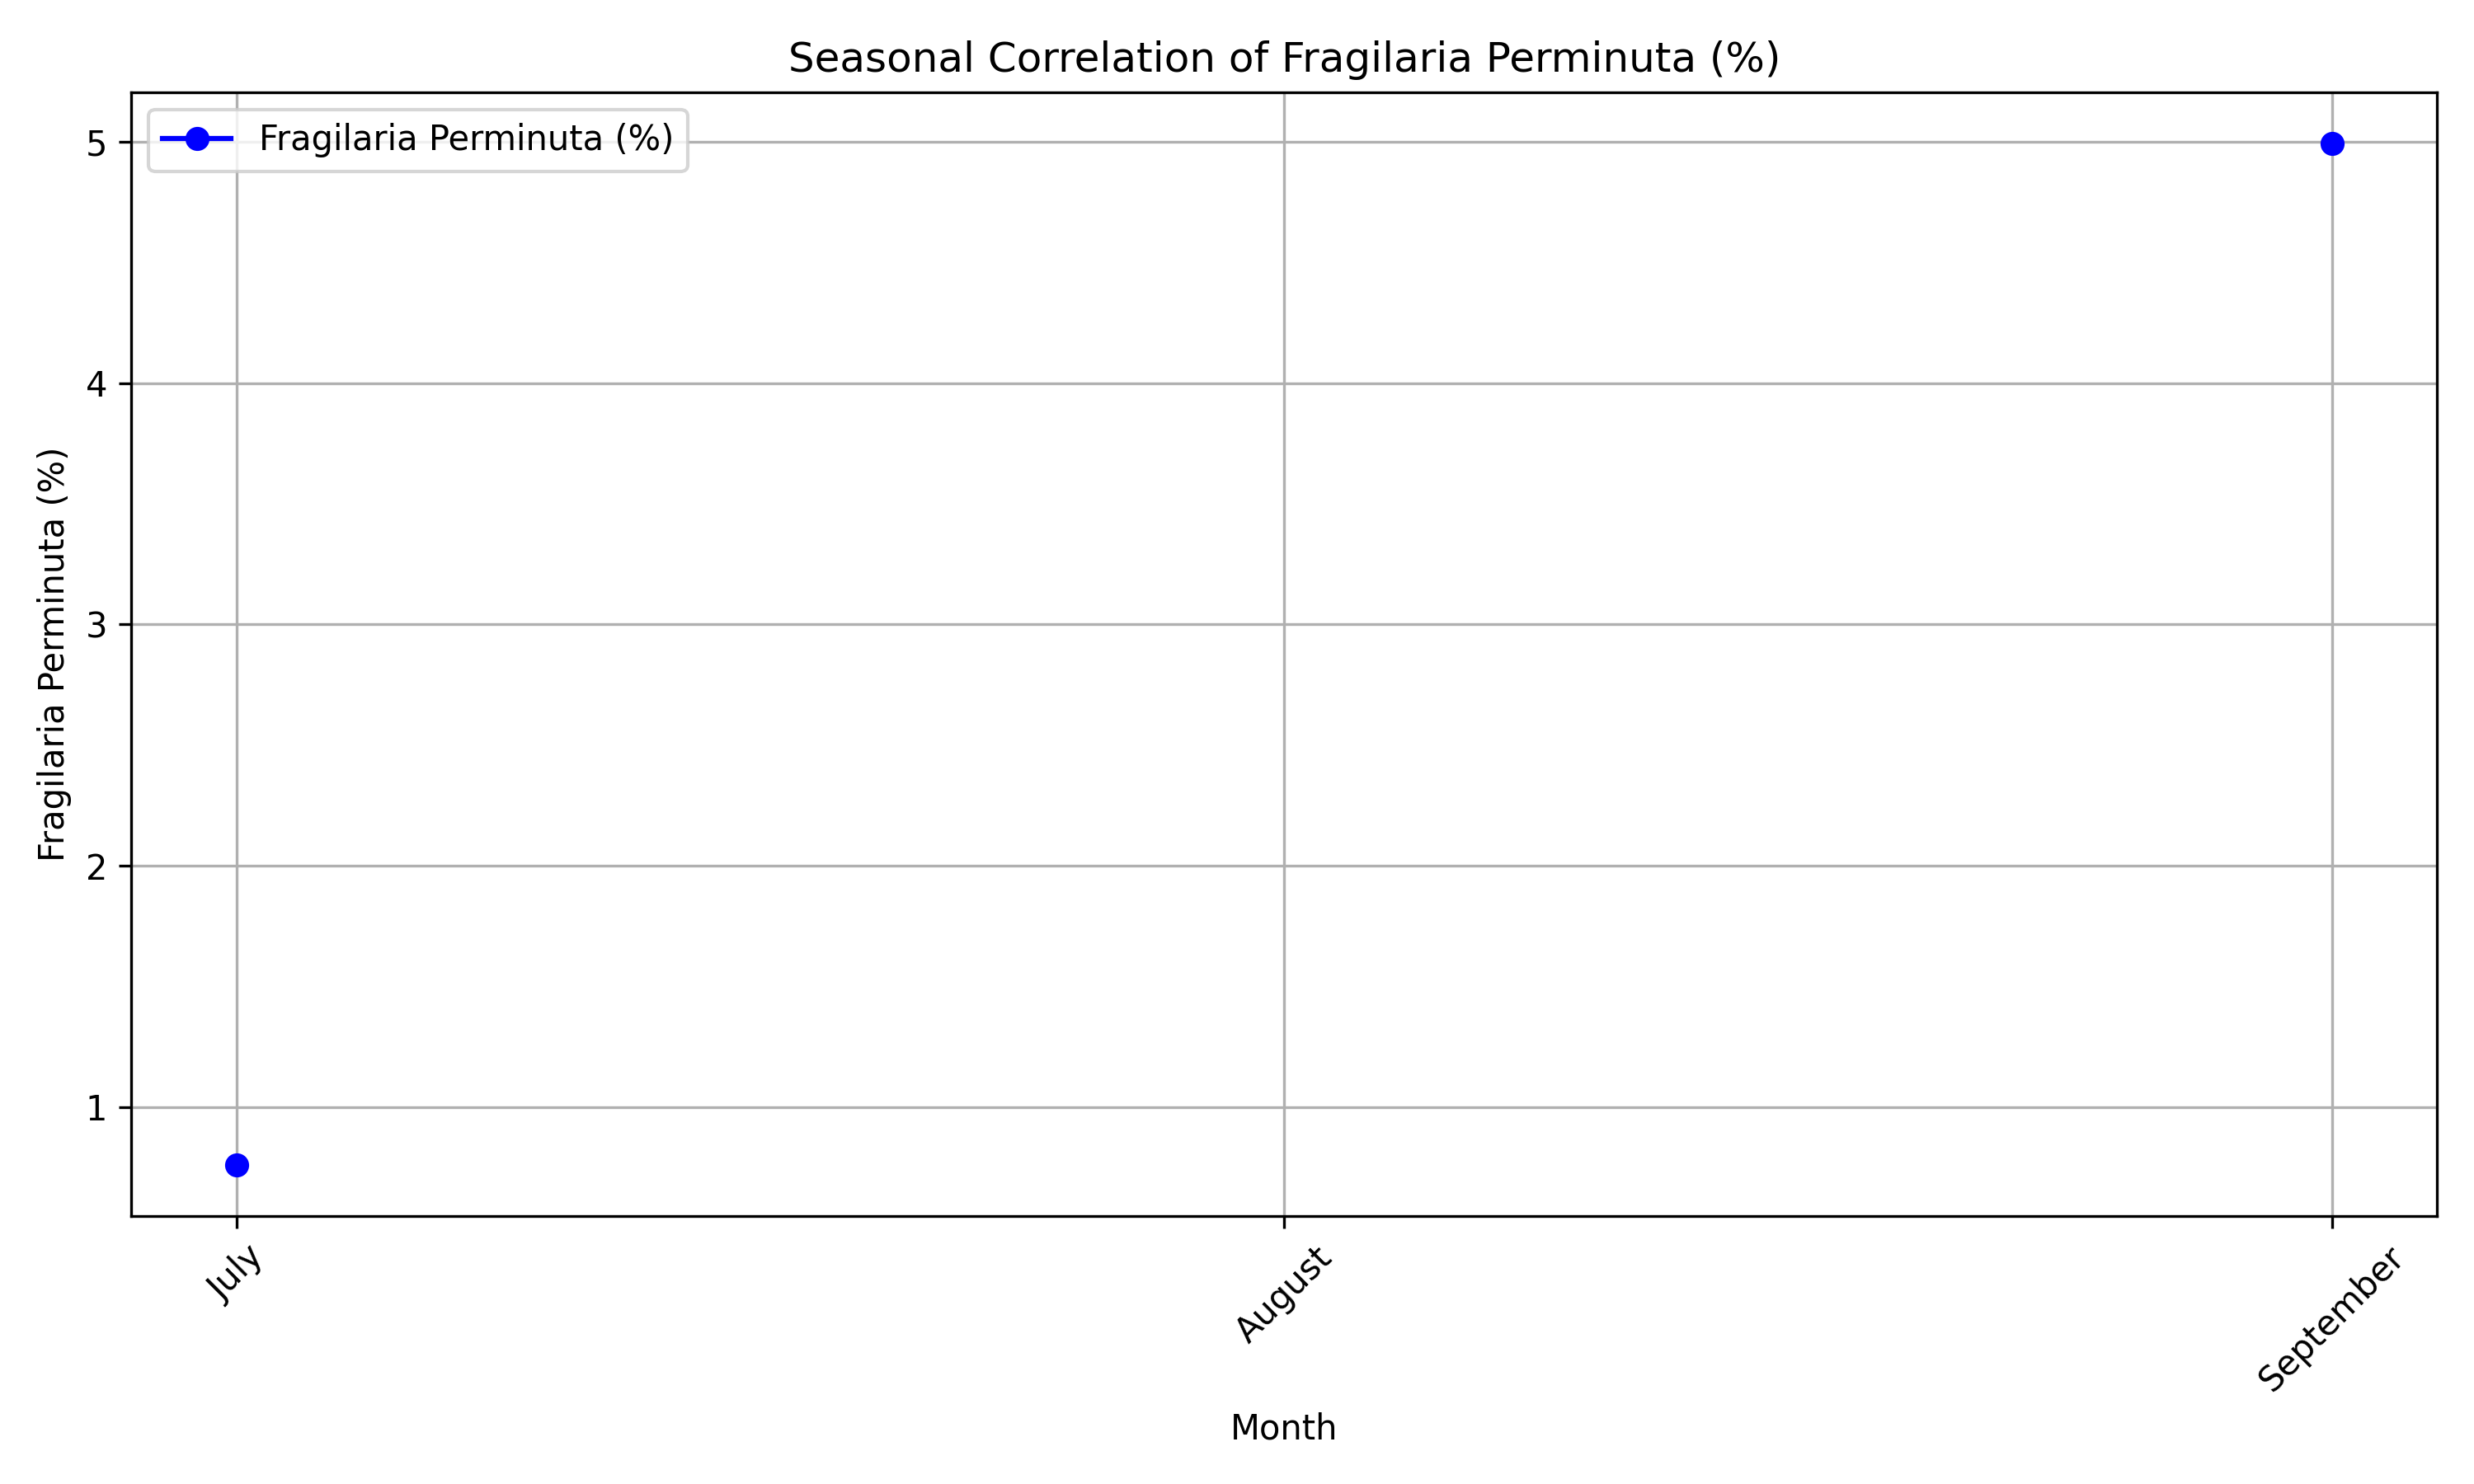 Seasonal Correlation of Fragilaria Perminuta (%)
Fragilaria Perminuta (%)
5
4
3
2
1
Fragilaria Perminuta (%)
July
August
September
Month